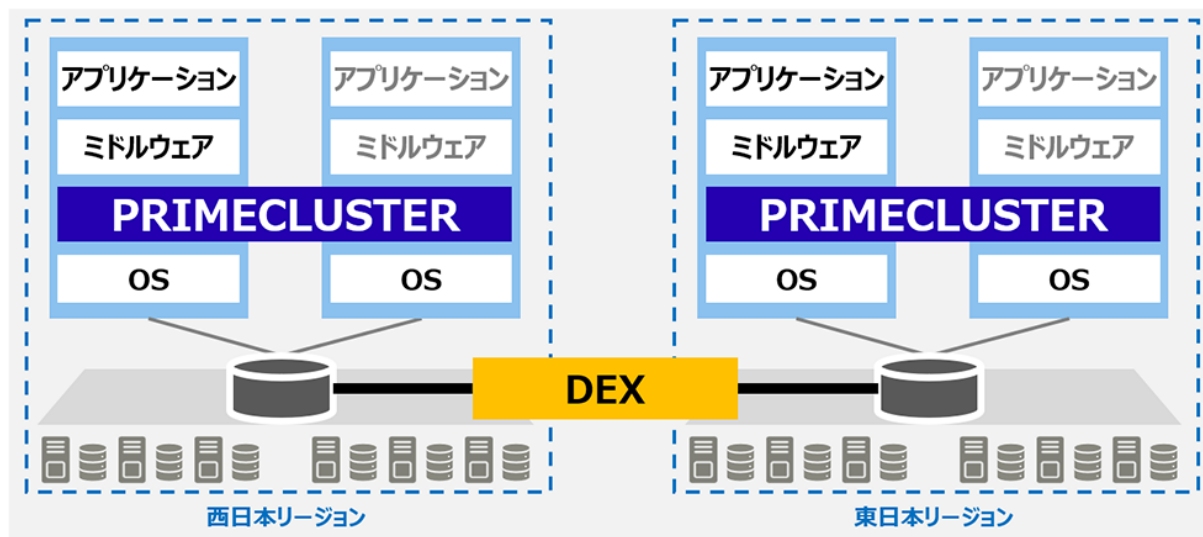 アプリケーション
アプリケーション
ミドルウェア
ミドルウェア
PRIMECLUSTER
OS
OS
アプリケーション
アプリケーション
ミドルウェア
ミドルウェア
PRIMECLUSTER
OS
OS
DEX
西日本リージョン
東日本リージョン